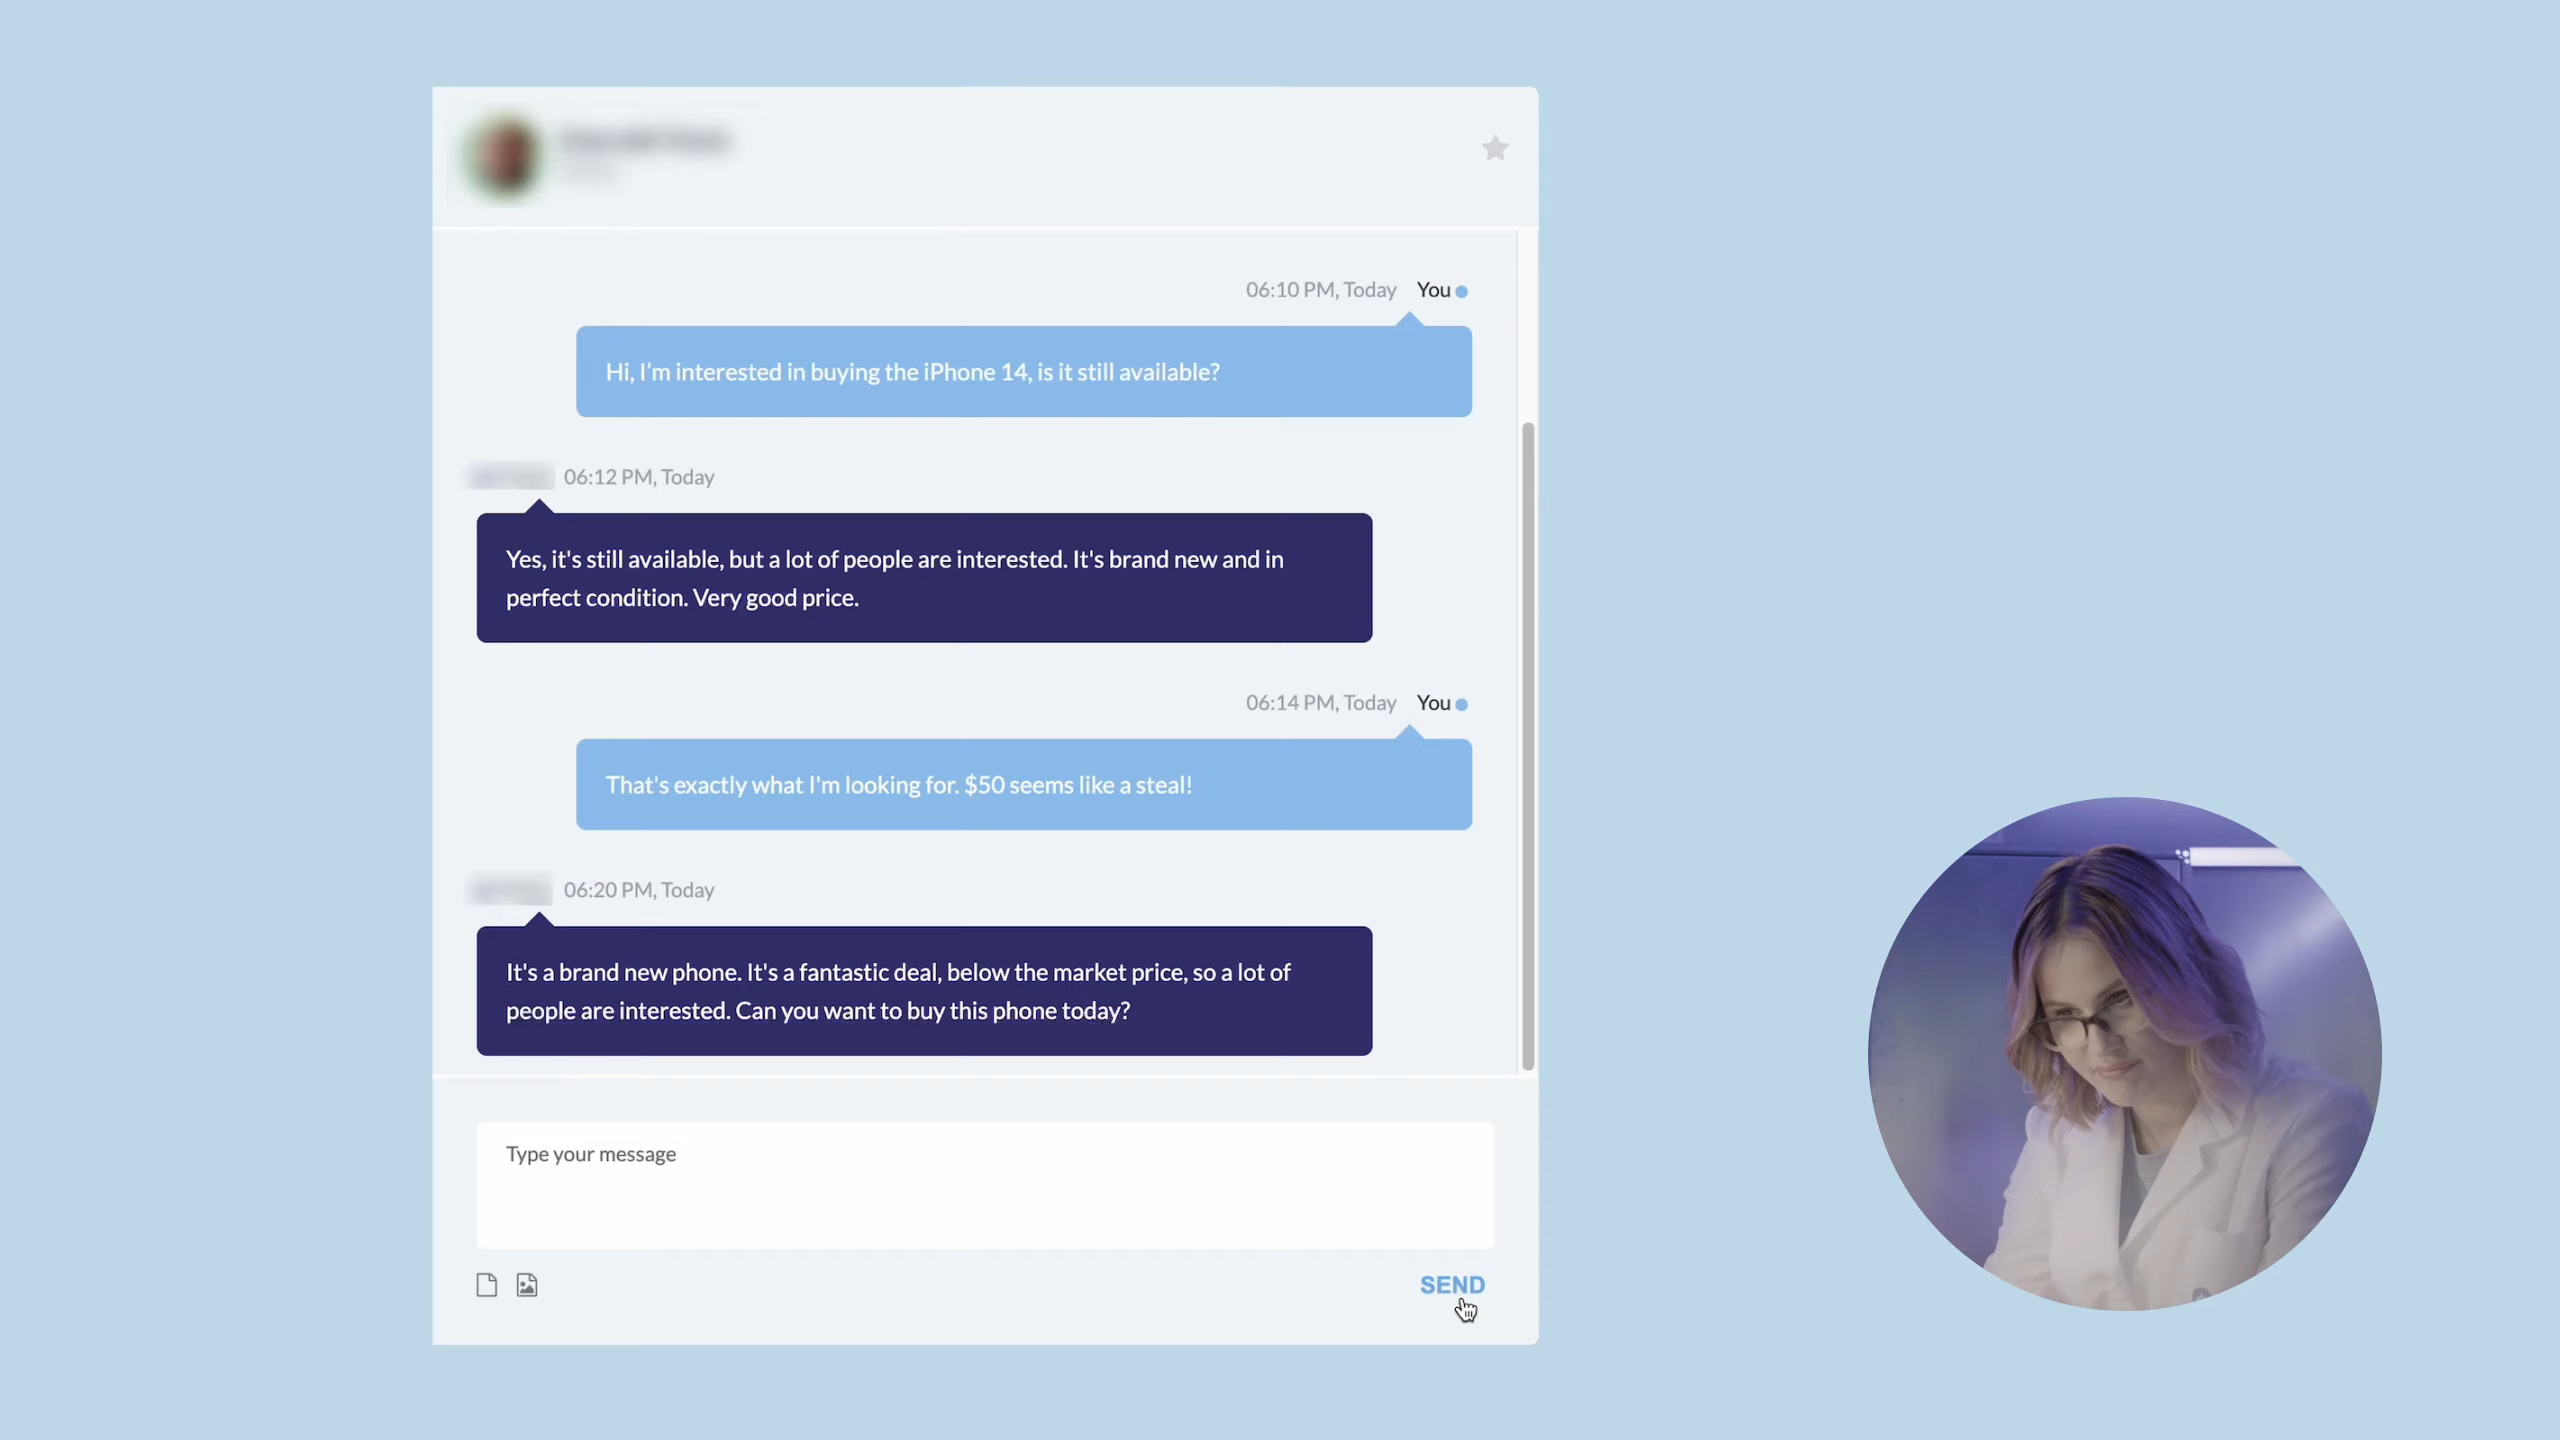 06:10 PM, Today You
Hi, I’m interested in buying the iPhone 14, is it still available?
06:12 PM, Today
Yes, it's still available, but a lot of people are interested. It's brand new and in
perfect condition. Very good price.
06:14 PM, Today You
That's exactly what I'm looking for. $50 seems like a steal!
06:20 PM, Today
It's a brand new phone. It's a fantastic deal, below the market price, so a lot of
people are interested. Can you want to buy this phone today?
Type your message
SEND